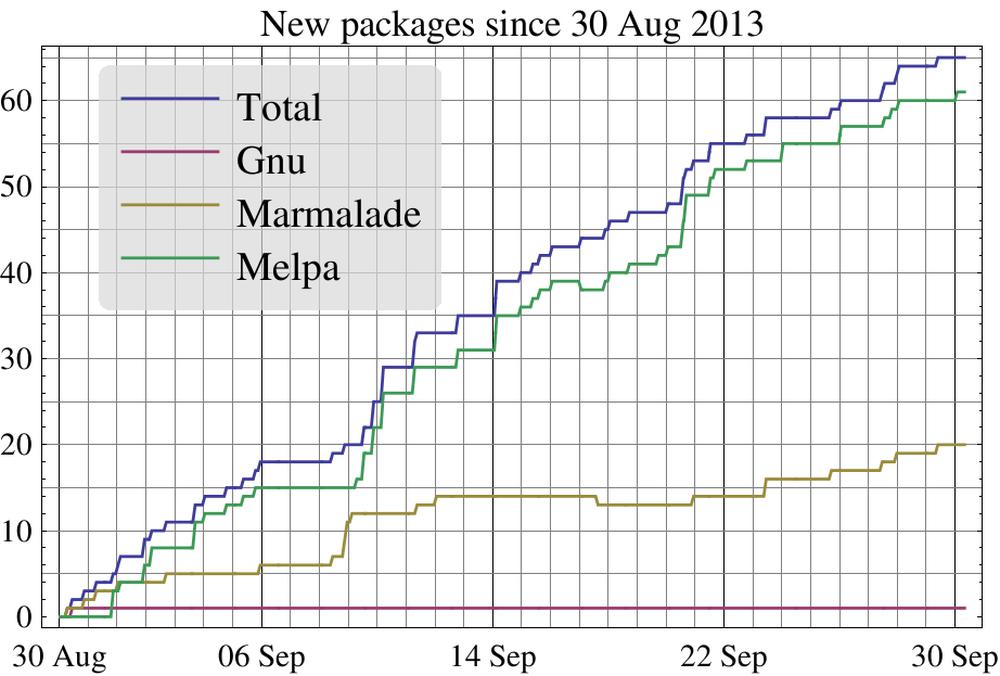 New packages since 30 Aug 2013
Total
Gnu
Marmalade
Melpa
60
50
40
30
20
10
0
30 Aug 06 Sep 14 Sep 22 Sep 30 Sep